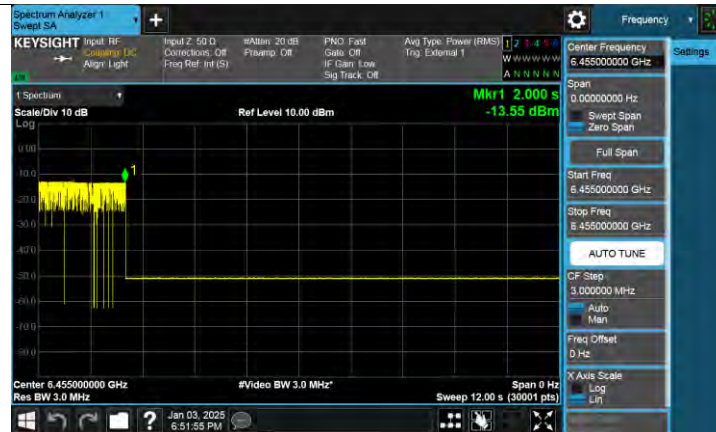 Spectrum Analyzer 1
Swept SA
+
Frequency
KEYSIGHT
Input: RF
Coupling: DC
Align: Light
Input Z: 50 Ω
Corrections: Off
Freq Ref: Int (S)
#Atten: 20 dB
Preamp: Off
PNO: Fast
Gate: Off
IF Gain: Low
Sig Track: Off
Avg Type: Power (RMS)
Trig: External 1
1 2 3 4 5 6
W W W W W W
A N N N N N
Center Frequency
6.455000000 GHz
Settings
Span
0.00000000 Hz
Swept Span
Zero Span
Full Span
Start Freq
6.455000000 GHz
Stop Freq
6.455000000 GHz
AUTO TUNE
CF Step
3.000000 MHz
Auto
Man
Freq Offset
0 Hz
X Axis Scale
Log
Lin
1 Spectrum
Scale/Div 10 dB
Ref Level 10.00 dBm
Mkr1 2.000 s
-13.55 dBm
Log
0.00
-10.0
1
-20.0
-30.0
-40.0
-50.0
-60.0
-70.0
-80.0
Center 6.455000000 GHz
#Video BW 3.0 MHz*
Span 0 Hz
Res BW 3.0 MHz
Sweep 12.00 s (30001 pts)
?
Jan 03, 2025
6:51:55 PM